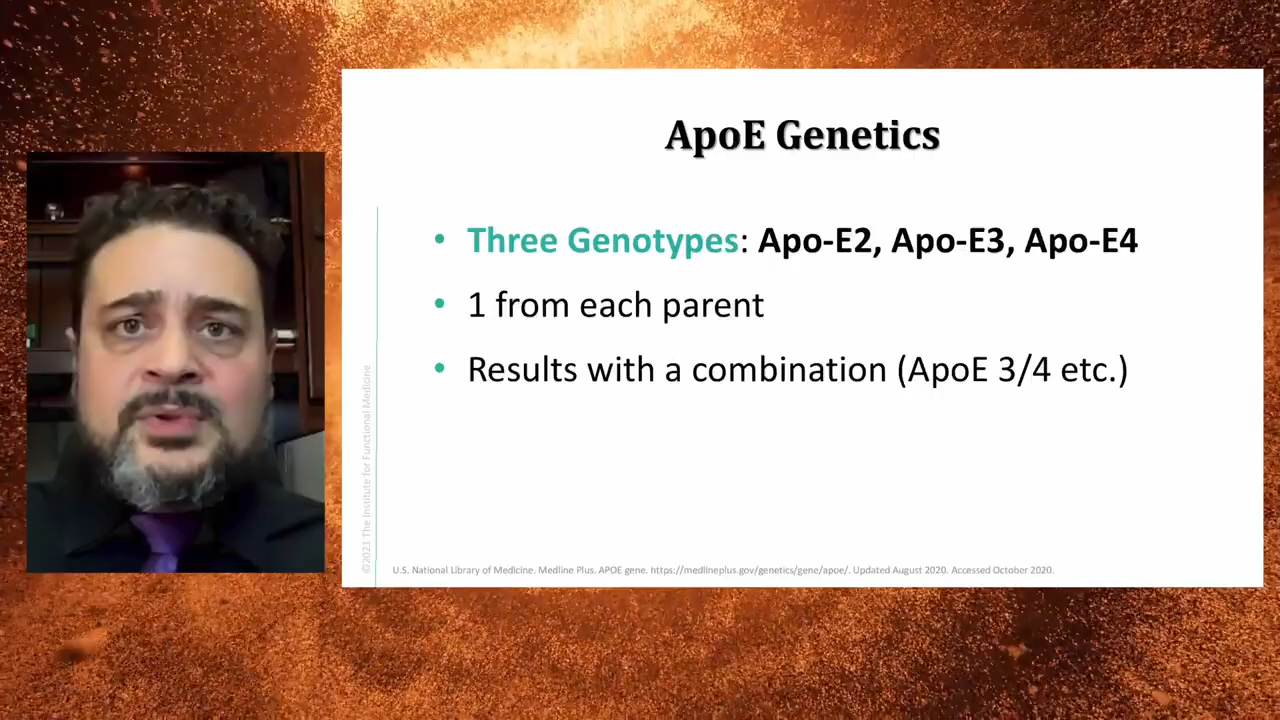 ApoE Genetics
• Three Genotypes: Apo-E2, Apo-E3, Apo-E4
• 1 from each parent
• Results with a combination (ApoE 3/4 etc.)
©2021 The Institute for Functional Medicine
U.S. National Library of Medicine. Medline Plus. APOE gene. https://medlineplus.gov/genetics/gene/apoe/. Updated August 2020. Accessed October 2020.